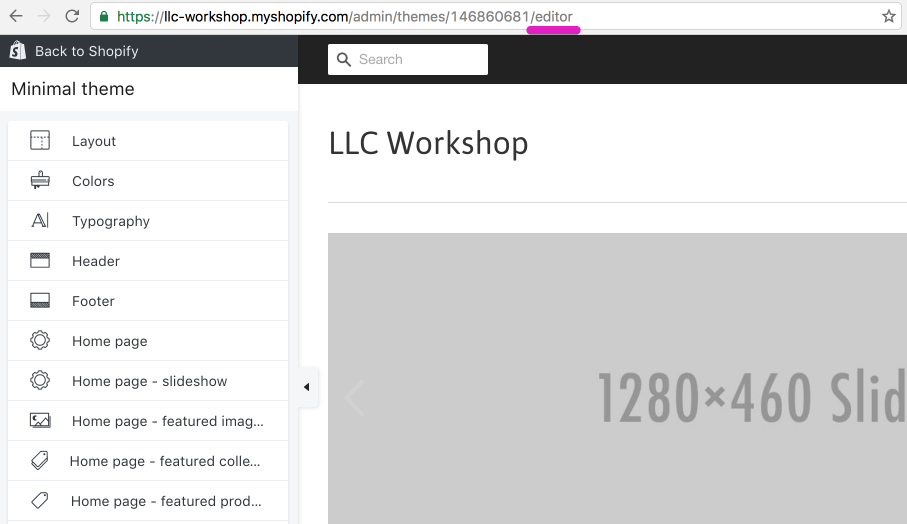 https://llc-workshop.myshopify.com/admin/themes/146860681/editor
Back to Shopify
Minimal theme
Layout
Colors
Typography
Header
Footer
Home page
Home page - slideshow
Home page - featured imag...
Home page - featured colle...
Home page - featured prod...
Search
LLC Workshop
1280×460 Slid